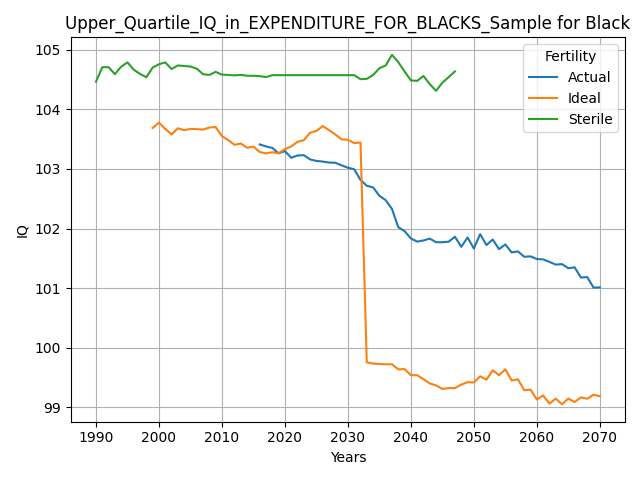 Upper_Quartile_IQ_in_EXPENDITURE_FOR_BLACKS_Sample for Black
105
104
103
102
101
100
99
IQ
Fertility
Actual
Ideal
Sterile
1990 2000 2010 2020 2030 2040 2050 2060 2070
Years